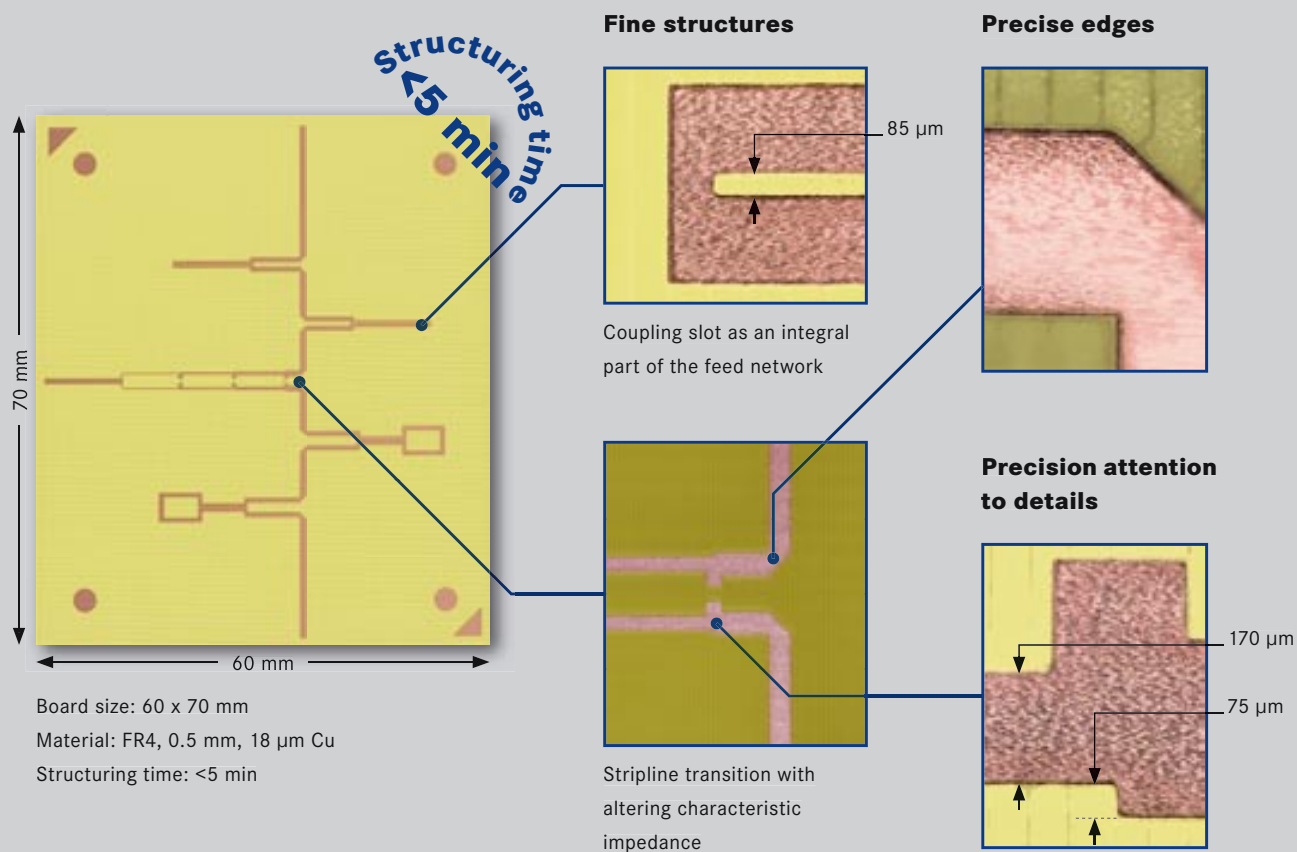 Structuring time
<5 min
70 mm
60 mm
Board size: 60 x 70 mm
Material: FR4, 0.5 mm, 18 µm Cu
Structuring time: <5 min
Fine structures
85 µm
Coupling slot as an integral
part of the feed network
Stripline transition with
altering characteristic
impedance
Precise edges
Precision attention
to details
170 µm
75 µm